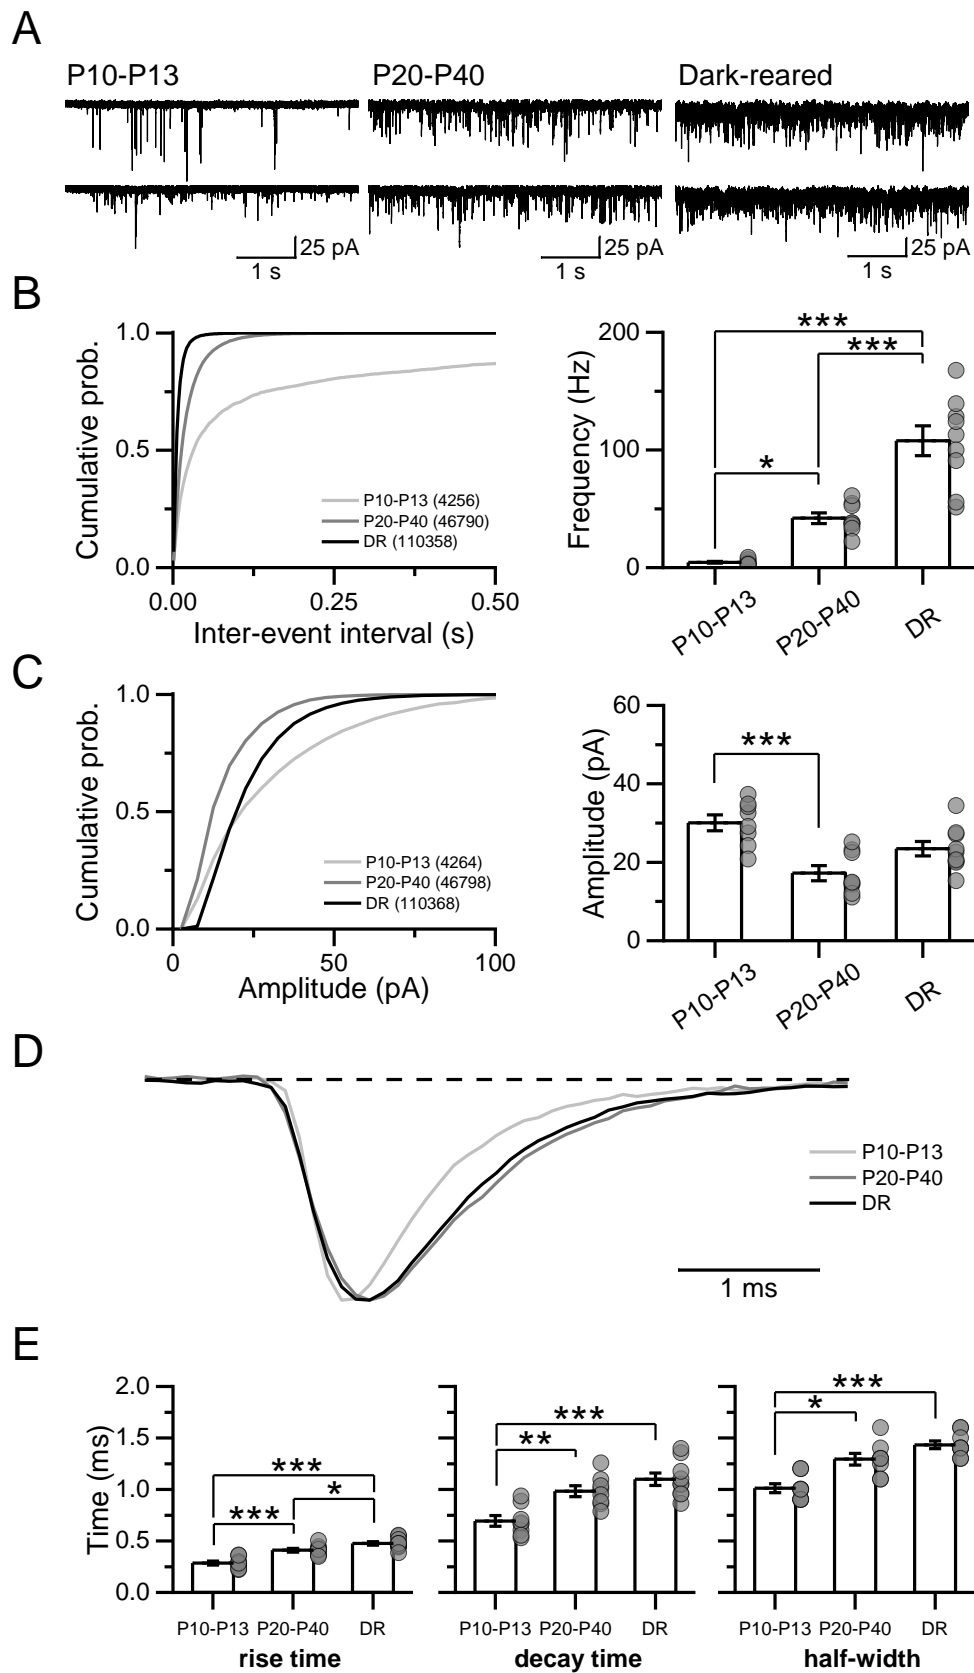 A
P10-P13 P20-P40 Dark-reared
25 pA 25 pA 25 pA
1 s 1 s 1 s
B
Cumulative prob.
1.0
0.5
0.0
0.00 0.25 0.50
Inter-event interval (s)
P10-P13 (4256)
P20-P40 (46790)
DR (110358)
Frequency (Hz)
200
100
0
***
***
*
P10-P13 P20-P40 DR
C
Cumulative prob.
1.0
0.5
0.0
0 50 100
Amplitude (pA)
P10-P13 (4264)
P20-P40 (46798)
DR (110368)
Amplitude (pA)
60
40
20
0
***
P10-P13 P20-P40 DR
D
P10-P13
P20-P40
DR
1 ms
E
Time (ms)
2.0
1.5
1.0
0.5
0.0
***
*** *
P10-P13 P20-P40 DR
rise time
***
**
P10-P13 P20-P40 DR
decay time
***
*
P10-P13 P20-P40 DR
half-width